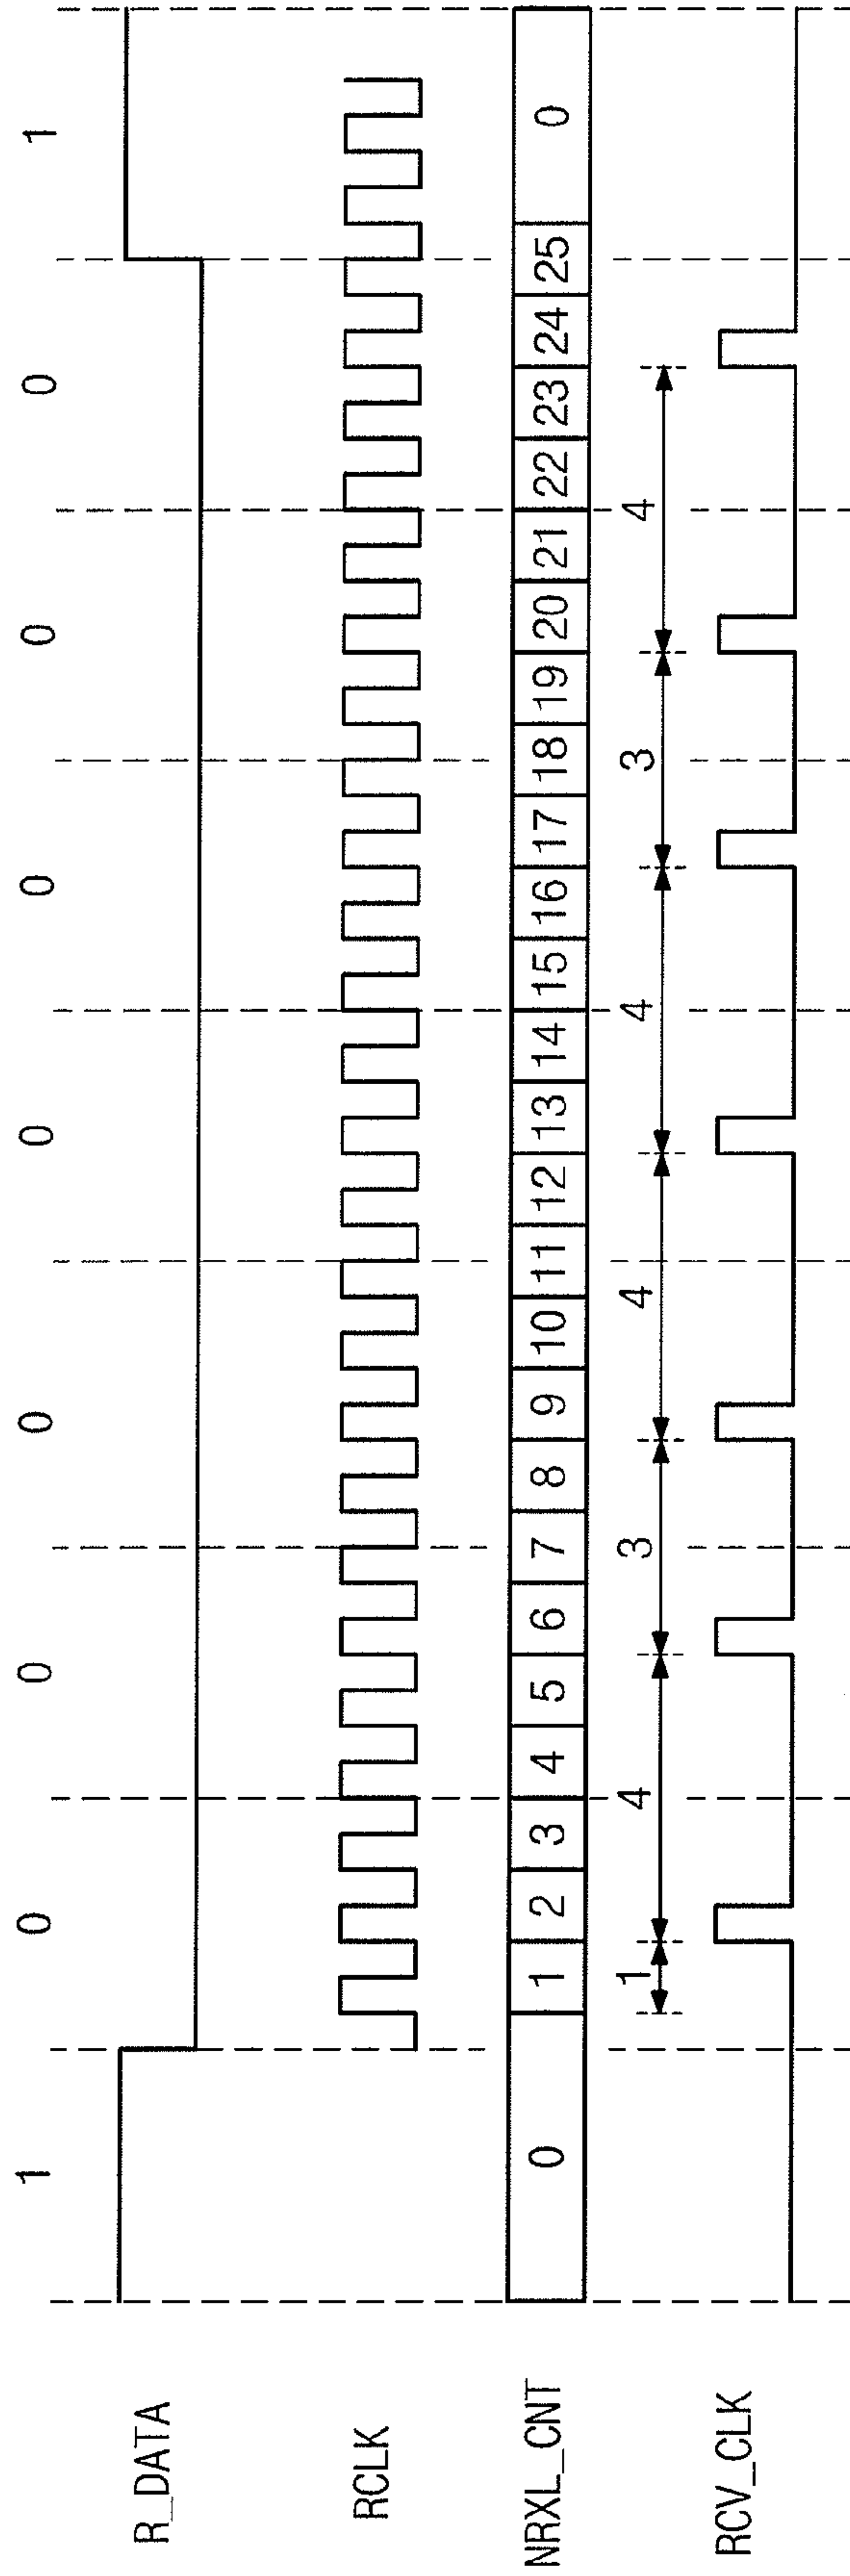 1 0 0 0 0 0 0 0 1
R_DATA
RCLK
NRXL_CNT 0 1 2 3 4 5 6 7 8 9 10 11 12 13 14 15 16 17 18 19 20 21 22 23 24 25 0
1 4 3 4 4 3 4
RCV_CLK